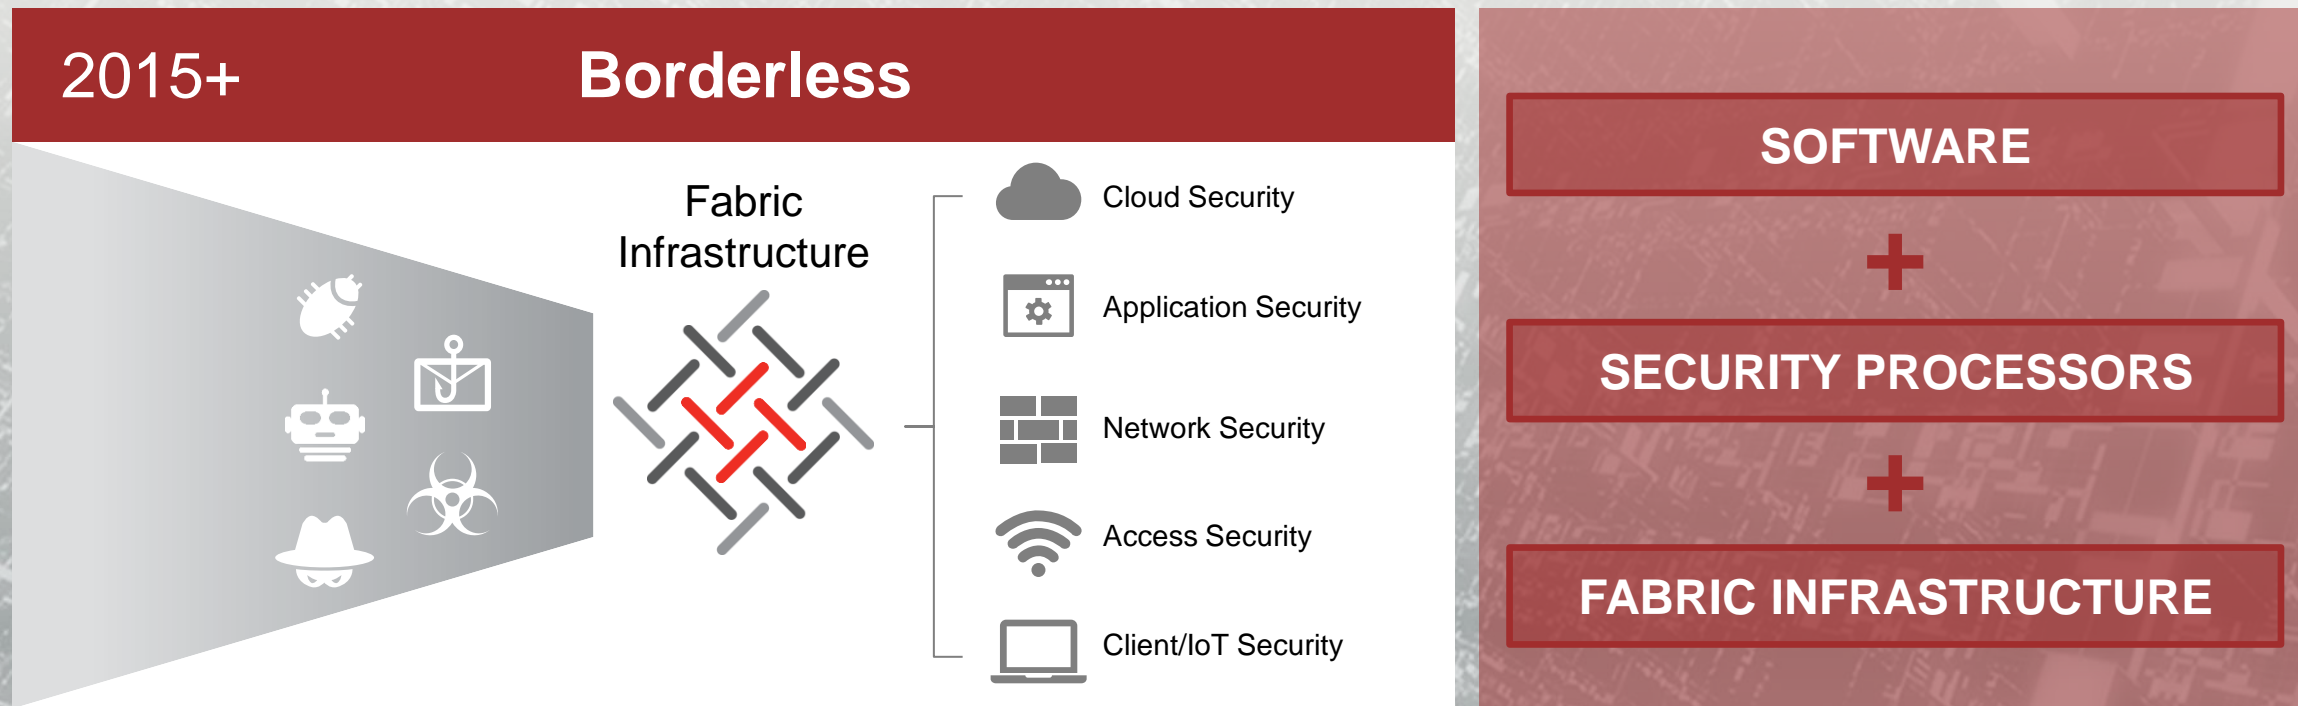 2015+
Borderless
Fabric
Infrastructure
Cloud Security
Application Security
Network Security
Access Security
Client/IoT Security
SOFTWARE
+
SECURITY PROCESSORS
+
FABRIC INFRASTRUCTURE